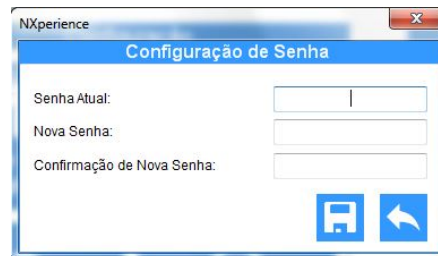 NXperience
Configuração de Senha
Senha Atual:
Nova Senha:
Confirmação de Nova Senha: